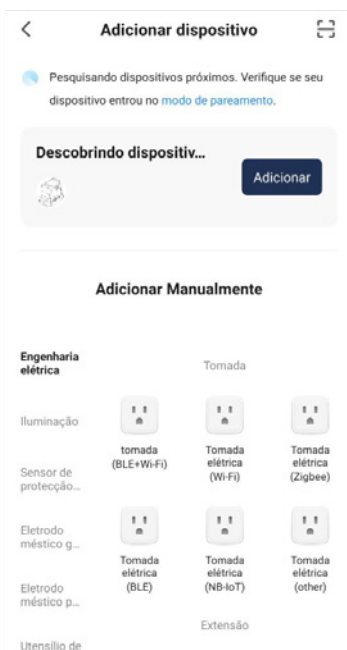 Adicionar dispositivo
Pesquisando dispositivos próximos. Verifique se seu
dispositivo entrou no modo de pareamento.
Descobrindo dispositiv...
Adicionar
Adicionar Manualmente
Engenharia
elétrica
Iluminação
Sensor de
protecção...
Eletrodo
méstico g...
Eletrodo
méstico p...
Utensílio de
Tomada
tomada
(BLE+Wi-Fi)
Tomada
elétrica
(Wi-Fi)
Tomada
elétrica
(Zigbee)
Tomada
elétrica
(BLE)
Tomada
elétrica
(NB-IoT)
Tomada
elétrica
(other)
Extensão